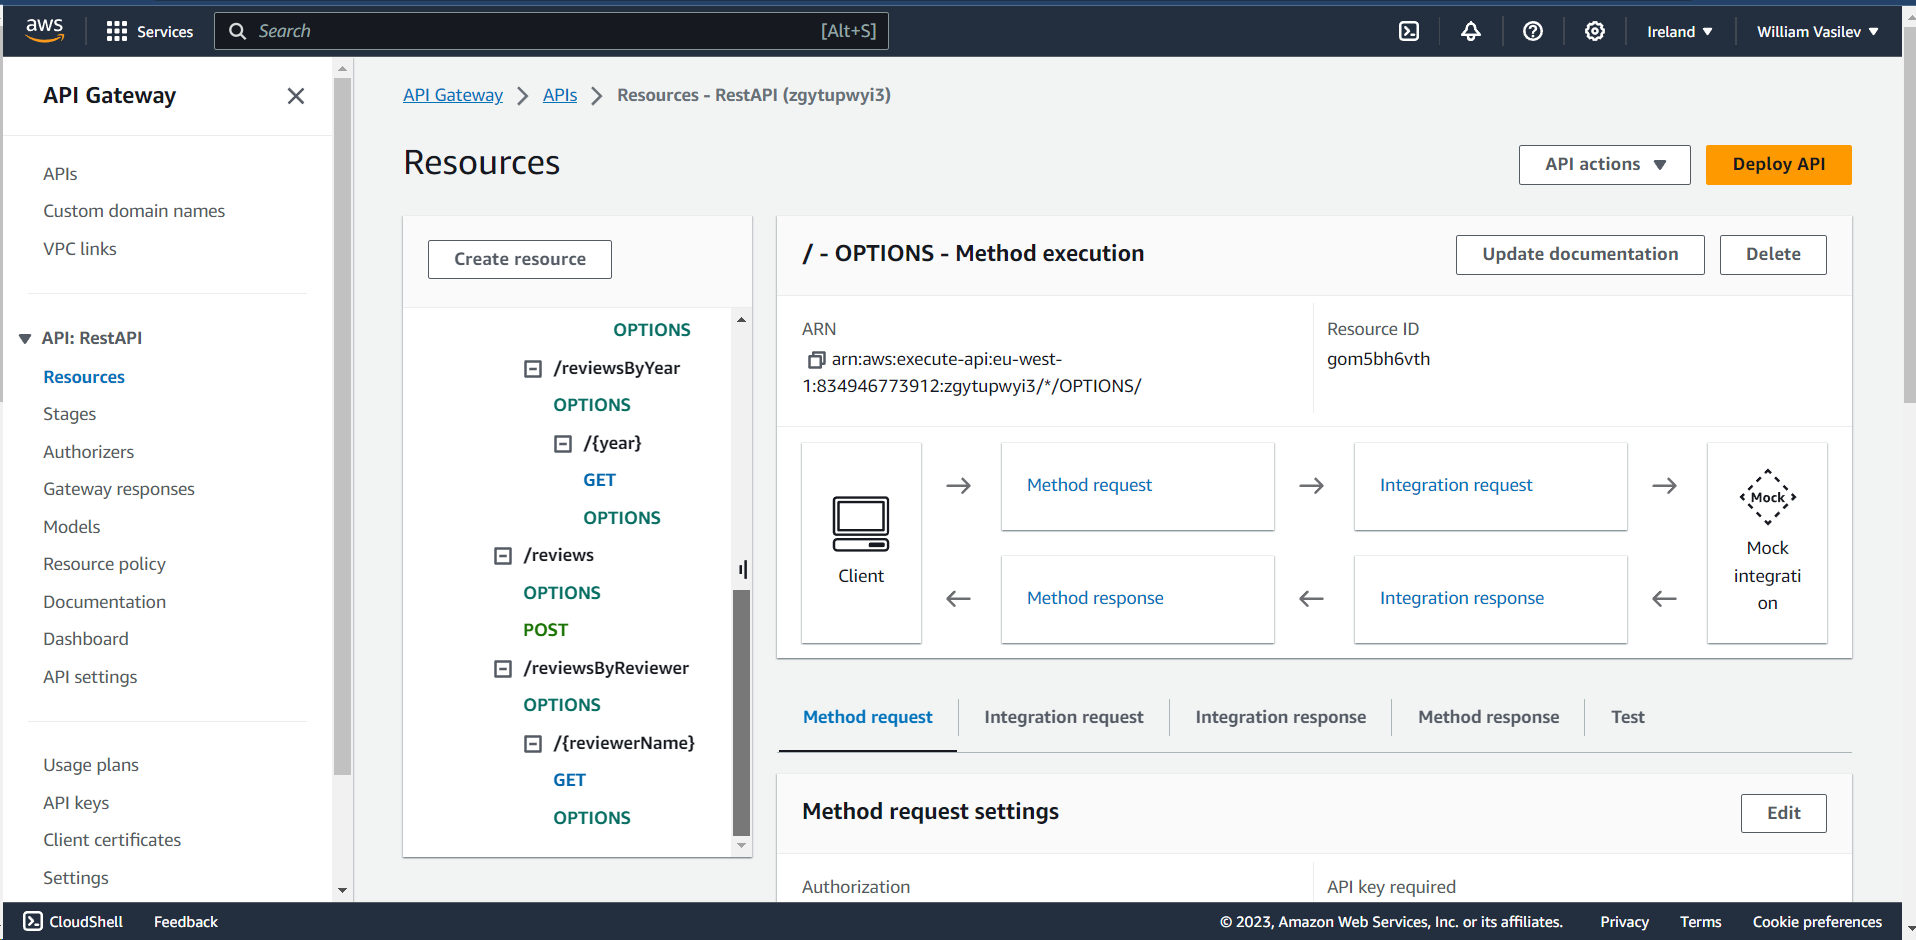 aws
Services
Search
[Alt+S]
Ireland
William Vasilev
API Gateway
APIs
Custom domain names
VPC links
API: RestAPI
Resources
Stages
Authorizers
Gateway responses
Models
Resource policy
Documentation
Dashboard
API settings
Usage plans
API keys
Client certificates
Settings
API Gateway > APIs > Resources - RestAPI (zgytupwyi3)
Resources
API actions
Deploy API
Create resource
OPTIONS
/reviewsByYear
OPTIONS
/{year}
GET
OPTIONS
/reviews
OPTIONS
POST
/reviewsByReviewer
OPTIONS
/{reviewerName}
GET
OPTIONS
/ - OPTIONS - Method execution
Update documentation
Delete
ARN
arn:aws:execute-api:eu-west-
1:834946773912:zgytupwyi3/*/OPTIONS/
Resource ID
gom5bh6vth
Client
Method request
Integration request
Method response
Integration response
Mock
Mock
integrati
on
Method request
Integration request
Integration response
Method response
Test
Method request settings
Edit
Authorization
API key required
CloudShell
Feedback
© 2023, Amazon Web Services, Inc. or its affiliates.
Privacy
Terms
Cookie preferences